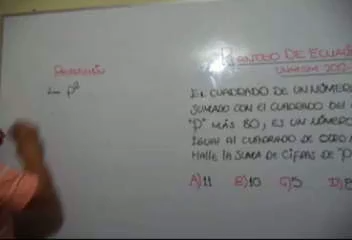 Resolución
P²
PLANTEO DE ECUA
EL CUADRADO DE UN NÚMERO
SUMADO CON El CUADRADO DEl
"P" MÁS 80, ES UN NÚMERO
IGUAl Al CUADRADO DE OTRO
HAllE lA SUMA DE CIFRAS DE "P
A) 11 B) 10 C) 5 D) 8